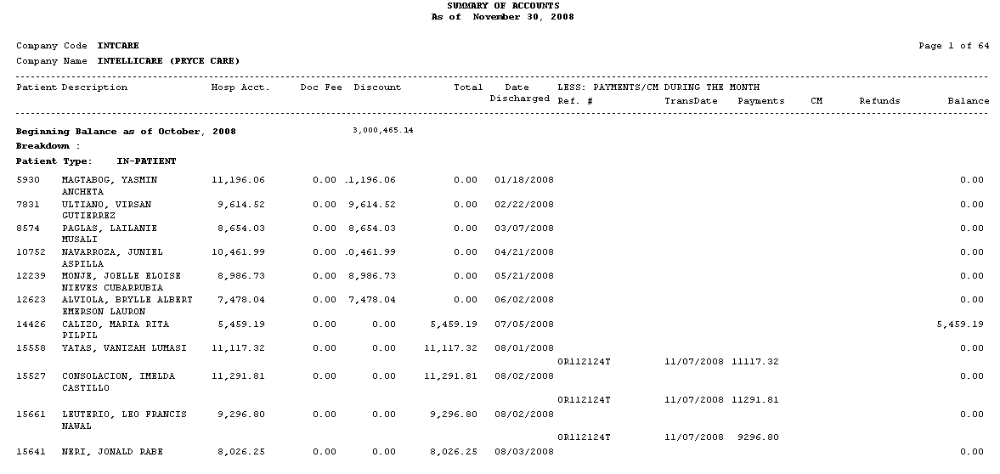 SUMMARY OF ACCOUNTS
As of November 30, 2008
Company Code INTCARE Page 1 of 64
Company Name INTELLICARE (PRYCE CARE)
Patient Description Hosp Acct. Doc Fee Discount Total Date LESS: PAYMENTS/CM DURING THE MONTH
Discharged Ref. # TransDate Payments CM Refunds Balance
Beginning Balance as of October, 2008 3,000,465.14
Breakdown :
Patient Type: IN-PATIENT
5930 MAGTABOG, YASMIN 11,196.06 0.00 .1,196.06 0.00 01/18/2008 0.00
ANCHETA
7831 ULTIANO, VIRSAN 9,614.52 0.00 9,614.52 0.00 02/22/2008 0.00
GUTIERREZ
8574 PAGLAS, LAILANIE 8,654.03 0.00 8,654.03 0.00 03/07/2008 0.00
MUSALI
10752 NAVARROZA, JUNIEL 10,461.99 0.00 .0,461.99 0.00 04/21/2008 0.00
ASPILLA
12239 MONJE, JOELLE ELOISE 8,986.73 0.00 8,986.73 0.00 05/21/2008 0.00
NIEVES CUBARRUBIA
12623 ALVIOLA, BRYLLE ALBERT 7,478.04 0.00 7,478.04 0.00 06/02/2008 0.00
EMERSON LAURON
14426 CALIZO, MARIA RITA 5,459.19 0.00 0.00 5,459.19 07/05/2008 5,459.19
PILPIL
15558 YATAS, VANIZAH LUMASI 11,117.32 0.00 0.00 11,117.32 08/01/2008 0.00
OR112124T 11/07/2008 11117.32
15527 CONSOLACION, IMELDA 11,291.81 0.00 0.00 11,291.81 08/02/2008 0.00
CASTILLO
OR112124T 11/07/2008 11291.81
15661 LEUTERIO, LEO FRANCIS 9,296.80 0.00 0.00 9,296.80 08/02/2008 0.00
NAWAL
OR112124T 11/07/2008 9296.80
15641 NERI, JONALD RABE 8,026.25 0.00 0.00 8,026.25 08/03/2008 0.00